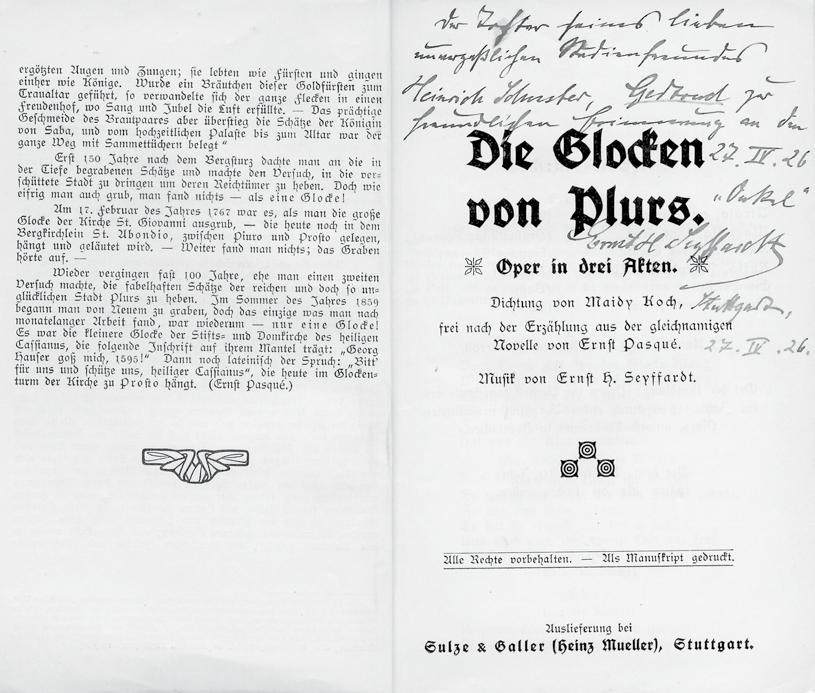 ergötzten Augen und Zungen; sie lebten wie Fürsten und gingen
einher wie Könige. Wurde ein Bräutchen dieser Goldfürsten zum
Tranaltar geführt, so verwandelte sich der ganze Flecken in einen
Freudenhof, wo Sang und Jubel die Luft erfüllte. — Das prächtige
Geschmeide des Brautpaares aber überstieg die Schätze der Königin
von Saba, und vom hochzeitlichen Palaste bis zum Altar war der
ganze Weg mit Sammettüchern belegt“
Erst 150 Jahre nach dem Bergsturz dachte man an die in
der Tiefe begrabenen Schätze und machte den Versuch, in die ver-
schüttete Stadt zu dringen um deren Reichtümer zu heben. Doch wie
eifrig man auch grub, man fand nichts — als eine Glocke!
Am 17. Februar des Jahres 1767 war es, als man die große
Glocke der Kirche St. Giovanni ausgrub, — die heute noch in dem
Bergkirchlein St. Abondio, zwischen Piuro und Prosto gelegen,
hängt und geläutet wird. — Weiter fand man nichts; das Graben
hörte auf. —
Wieder vergingen fast 100 Jahre, ehe man einen zweiten
Versuch machte, die fabelhaften Schätze der reichen und doch so un-
glücklichen Stadt Plurs zu heben. Im Sommer des Jahres 1859
begann man von Neuem zu graben, doch das einzige was man nach
monatelanger Arbeit fand, war wiederum — nur eine Glocke!
Es war die kleinere Glocke der Stifts- und Domkirche des heiligen
Cassianus, die folgende Inschrift auf ihrem Mantel trägt: „Georg
Hauser goß mich, 1595!“ Dann noch lateinisch der Spruch: „Bitt'
für uns und schütze uns, heiliger Cassianus“, die heute im Glocken-
turm der Kirche zu Prosto hängt. (Ernst Pasqué.)
Der Tochter seines lieben
unvergeßlichen Studienfreundes
Heinrich Schuster, Gertrud, zur
freundlichen Erinnerung an den
27. IV. 26
„Onkel“
Ernst H. Seyffardt
Stuttgart,
27. IV. 26.
Die Glocken
von Plurs.
Oper in drei Akten.
Dichtung von Maidy Koch,
frei nach der Erzählung aus der gleichnamigen
Novelle von Ernst Pasqué.
Musik von Ernst H. Seyffardt.
Alle Rechte vorbehalten. — Als Manuskript gedruckt.
Auslieferung bei
Sulze & Galler (Heinz Mueller), Stuttgart.